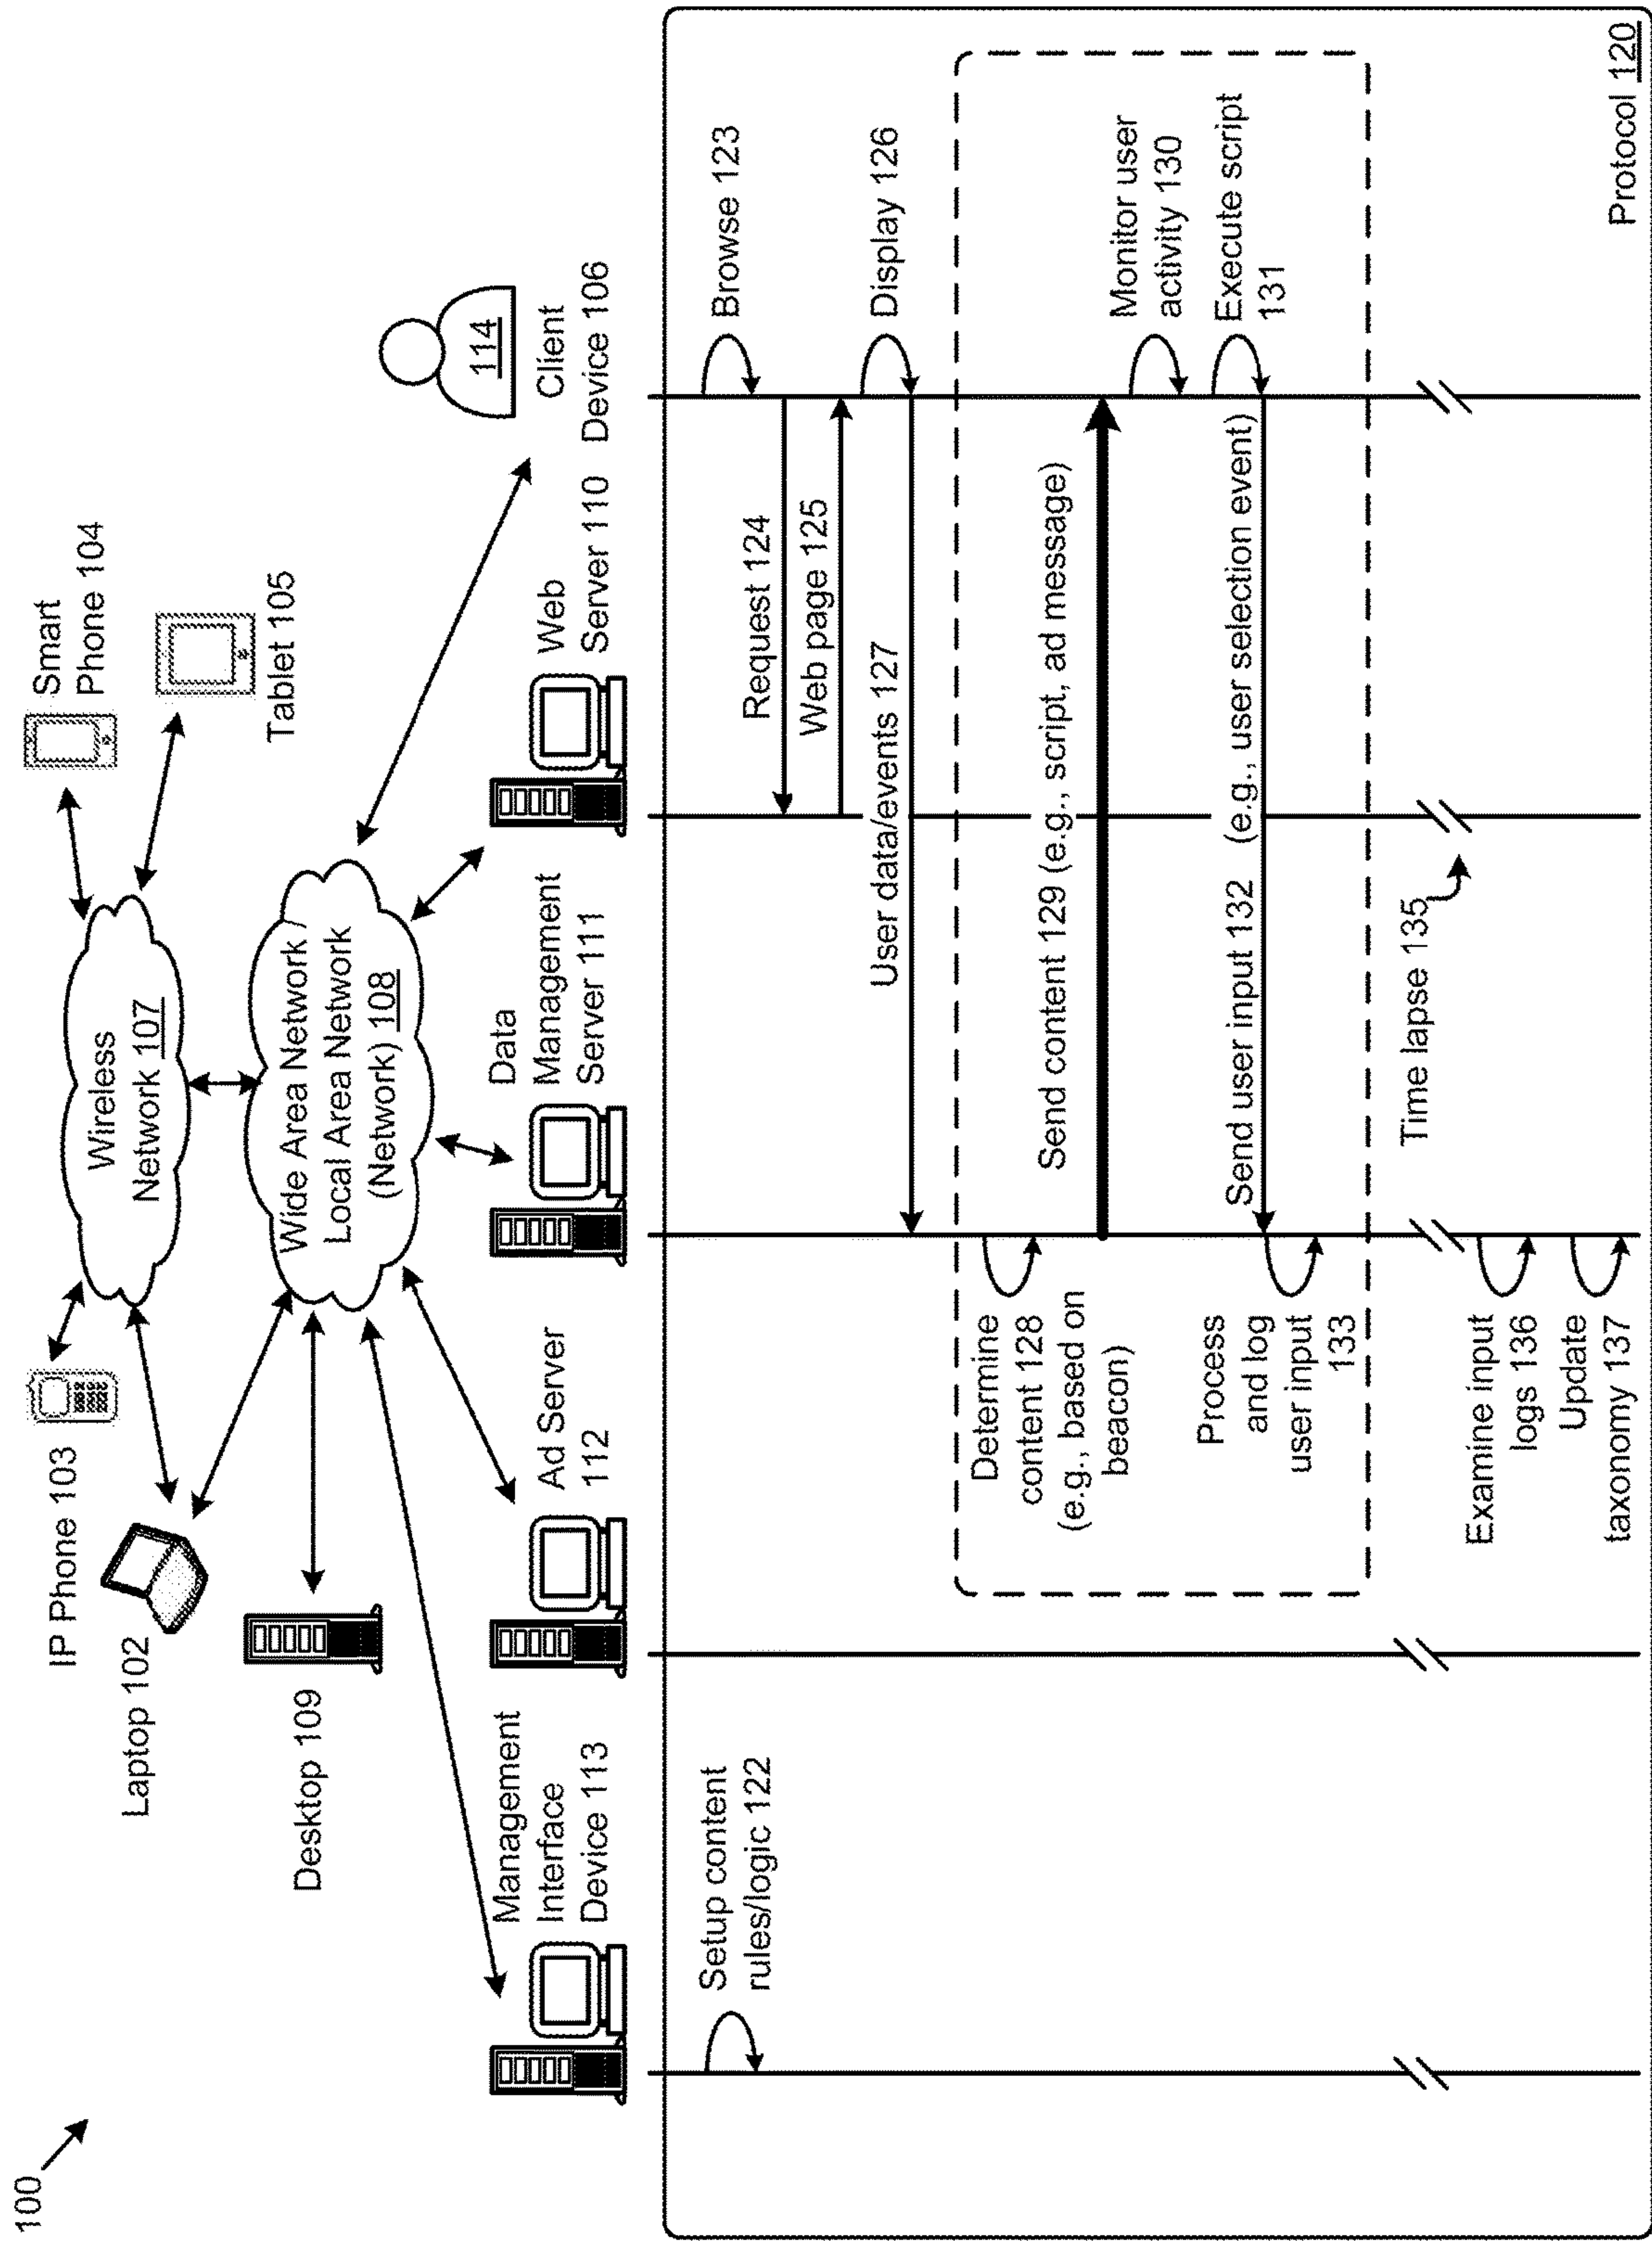 100
IP Phone 103
Laptop 102
Desktop 109
Wireless
Network 107
Smart
Phone 104
Tablet 105
Wide Area Network /
Local Area Network
(Network) 108
114
Management
Interface
Device 113
Ad Server
112
Data
Management
Server 111
Web
Server 110
Client
Device 106
Setup content
rules/logic 122
Browse 123
Request 124
Web page 125
Display 126
User data/events 127
Determine
content 128
(e.g., based on
beacon)
Send content 129 (e.g., script, ad message)
Monitor user
activity 130
Execute script
131
Send user input 132 (e.g., user selection event)
Process
and log
user input
133
Time lapse 135
Examine input
logs 136
Update
taxonomy 137
Protocol 120